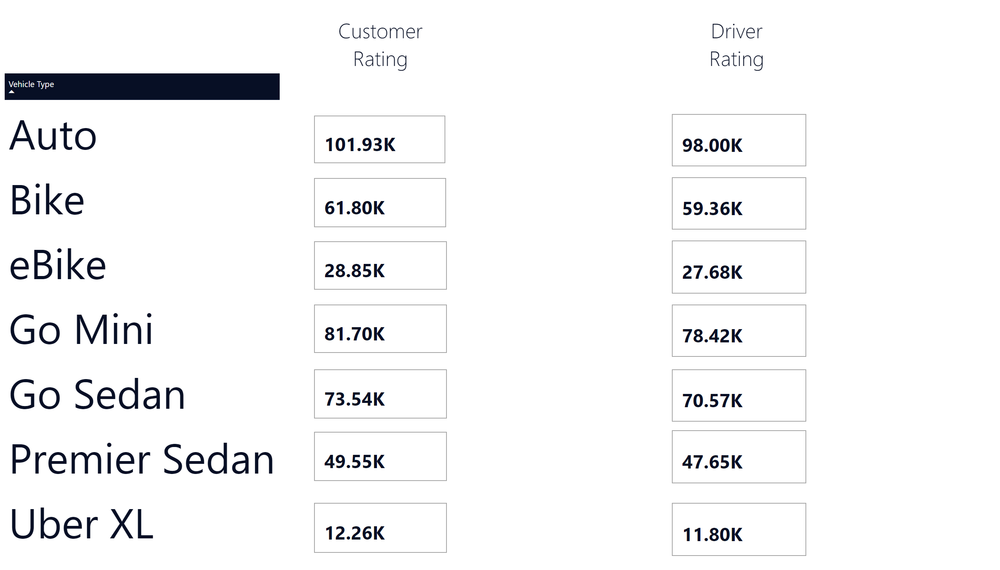 Customer
Rating
Driver
Rating
Vehicle Type
Auto
101.93K
98.00K
Bike
61.80K
59.36K
eBike
28.85K
27.68K
Go Mini
81.70K
78.42K
Go Sedan
73.54K
70.57K
Premier Sedan
49.55K
47.65K
Uber XL
12.26K
11.80K